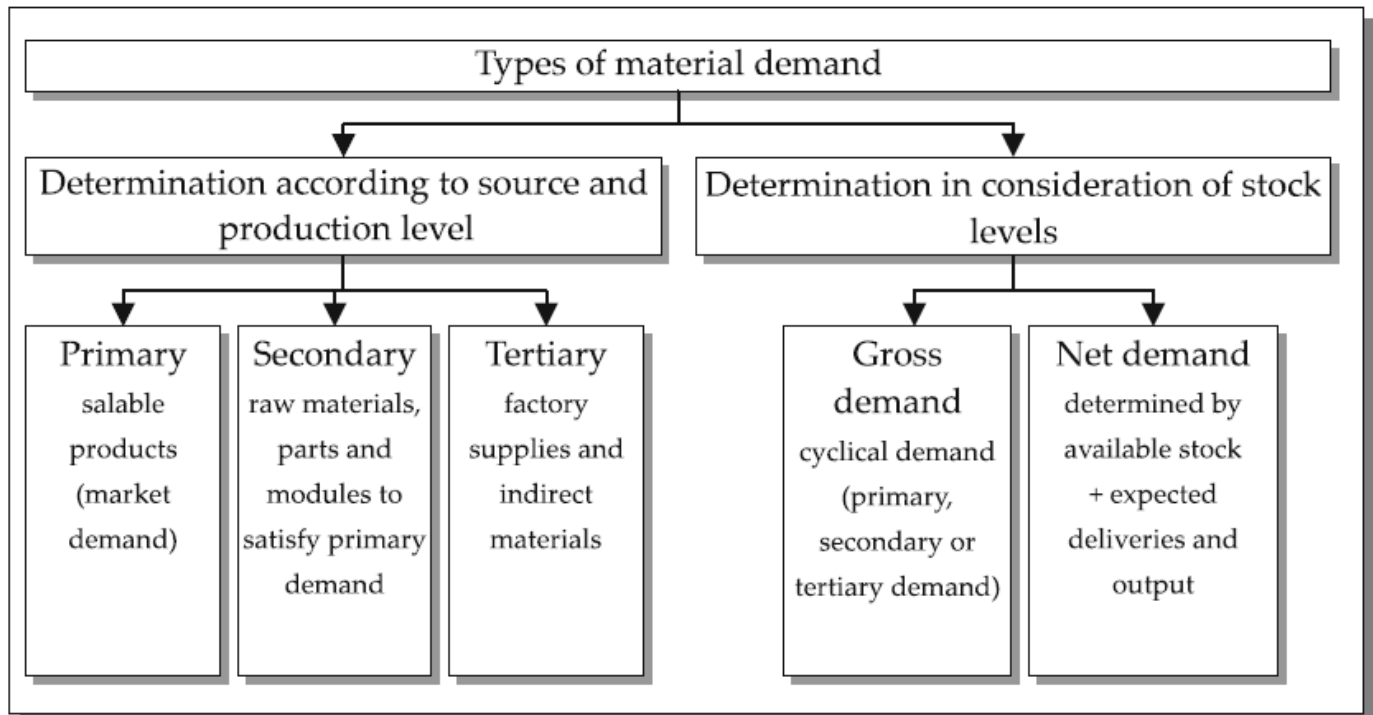 Types of material demand
Determination according to source and
production level
Determination in consideration of stock
levels
Primary
salable
products
(market
demand)
Secondary
raw materials,
parts and
modules to
satisfy primary
demand
Tertiary
factory
supplies and
indirect
materials
Gross
demand
cyclical demand
(primary,
secondary or
tertiary demand)
Net demand
determined by
available stock
+ expected
deliveries and
output